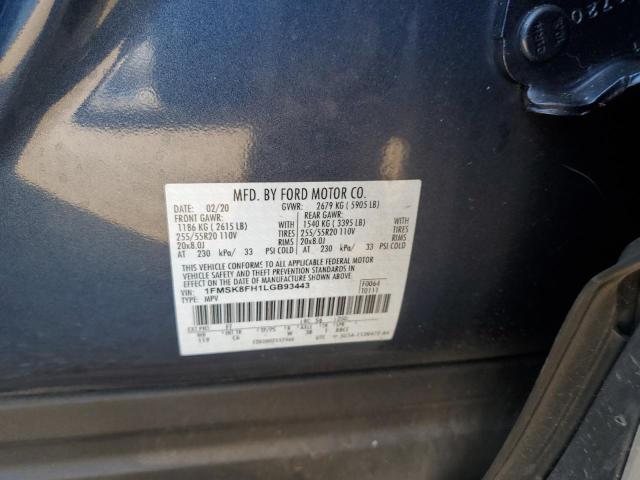 720
MFD. BY FORD MOTOR CO.
DATE: 02/20 GVWR: 2679 KG ( 5905 LB)
FRONT GAWR: REAR GAWR:
1186 KG ( 2615 LB) WITH 1540 KG ( 3395 LB) WITH
255/55R20 110V TIRES 255/55R20 110V TIRES
20x8.0J RIMS 20x8.0J RIMS
AT 230 kPa/ 33 PSI COLD AT 230 kPa/ 33 PSI COLD
THIS VEHICLE CONFORMS TO ALL APPLICABLE FEDERAL MOTOR
VEHICLE SAFETY AND THEFT PREVENTION STANDARDS IN EFFECT ON
THE DATE OF MANUFACTURE SHOWN ABOVE.
VIN: 1FMSK8FH1LGB93443 F0064
TYPE: MPV T0111